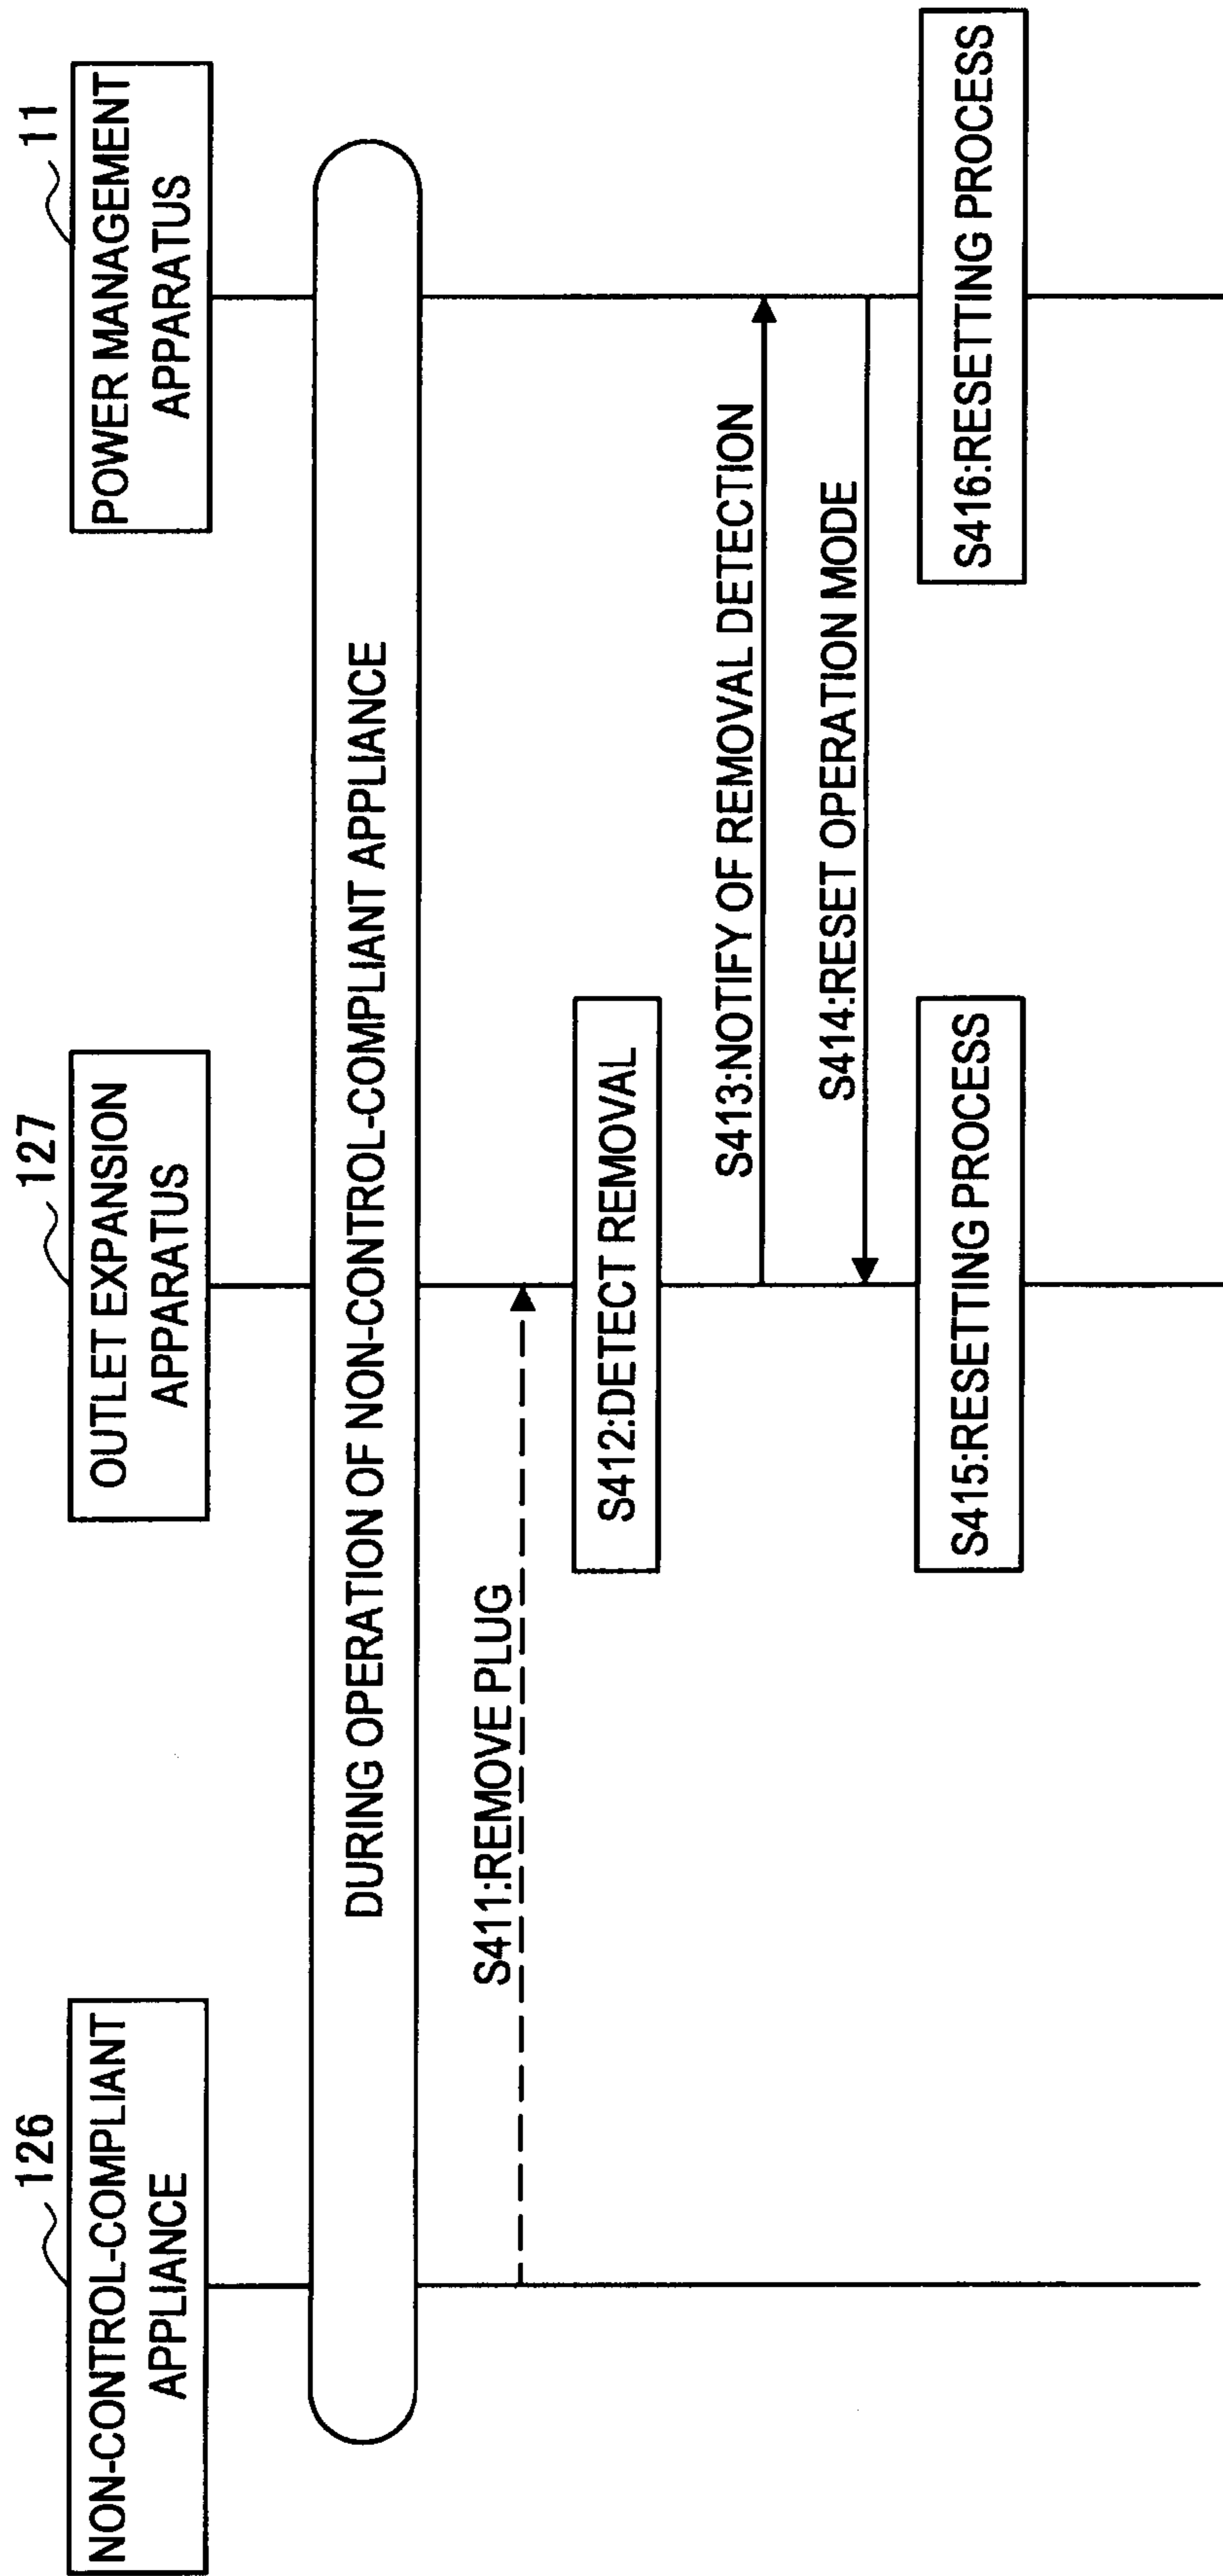 126
NON-CONTROL-COMPLIANT
APPLIANCE
127
OUTLET EXPANSION
APPARATUS
11
POWER MANAGEMENT
APPARATUS
DURING OPERATION OF NON-CONTROL-COMPLIANT APPLIANCE
S411:REMOVE PLUG
S412:DETECT REMOVAL
S413:NOTIFY OF REMOVAL DETECTION
S414:RESET OPERATION MODE
S415:RESETTING PROCESS
S416:RESETTING PROCESS